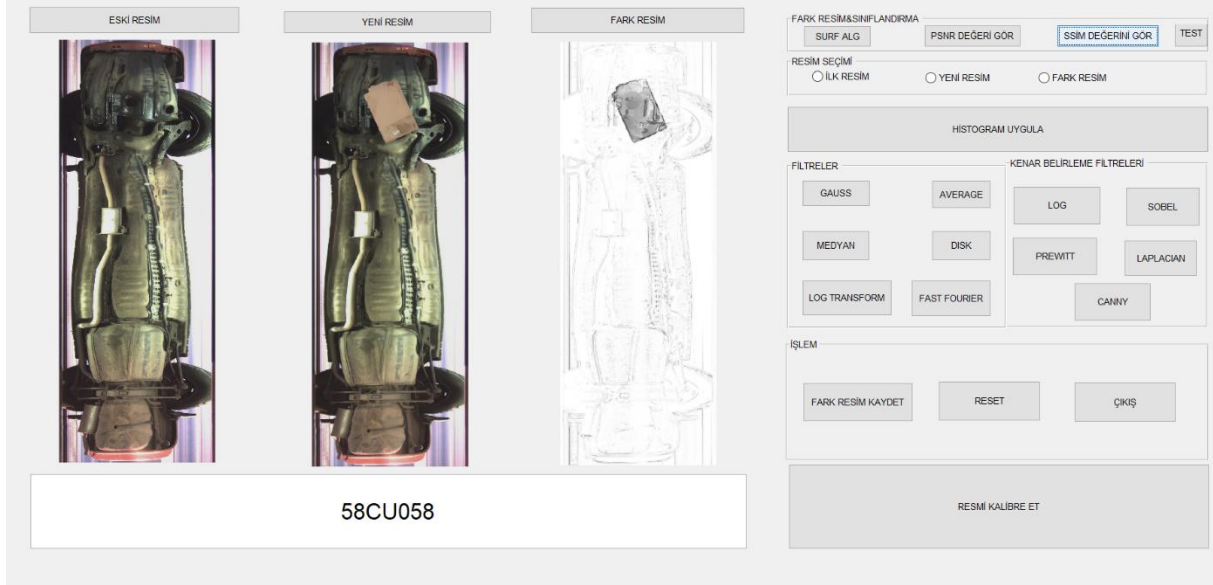 ESKİ RESİM
YENİ RESİM
FARK RESİM
58CU058
FARK RESİM&SINIFLANDIRMA
SURF ALG
PSNR DEĞERİ GÖR
SSİM DEĞERİNİ GÖR
TEST
RESİM SEÇİMİ
İLK RESİM
YENİ RESİM
FARK RESİM
HİSTOGRAM UYGULA
FİLTRELER
GAUSS
AVERAGE
MEDYAN
DISK
LOG TRANSFORM
FAST FOURIER
KENAR BELİRLEME FİLTRELERİ
LOG
SOBEL
PREWITT
LAPLACIAN
CANNY
İŞLEM
FARK RESİM KAYDET
RESET
ÇIKIŞ
RESMİ KALİBRE ET